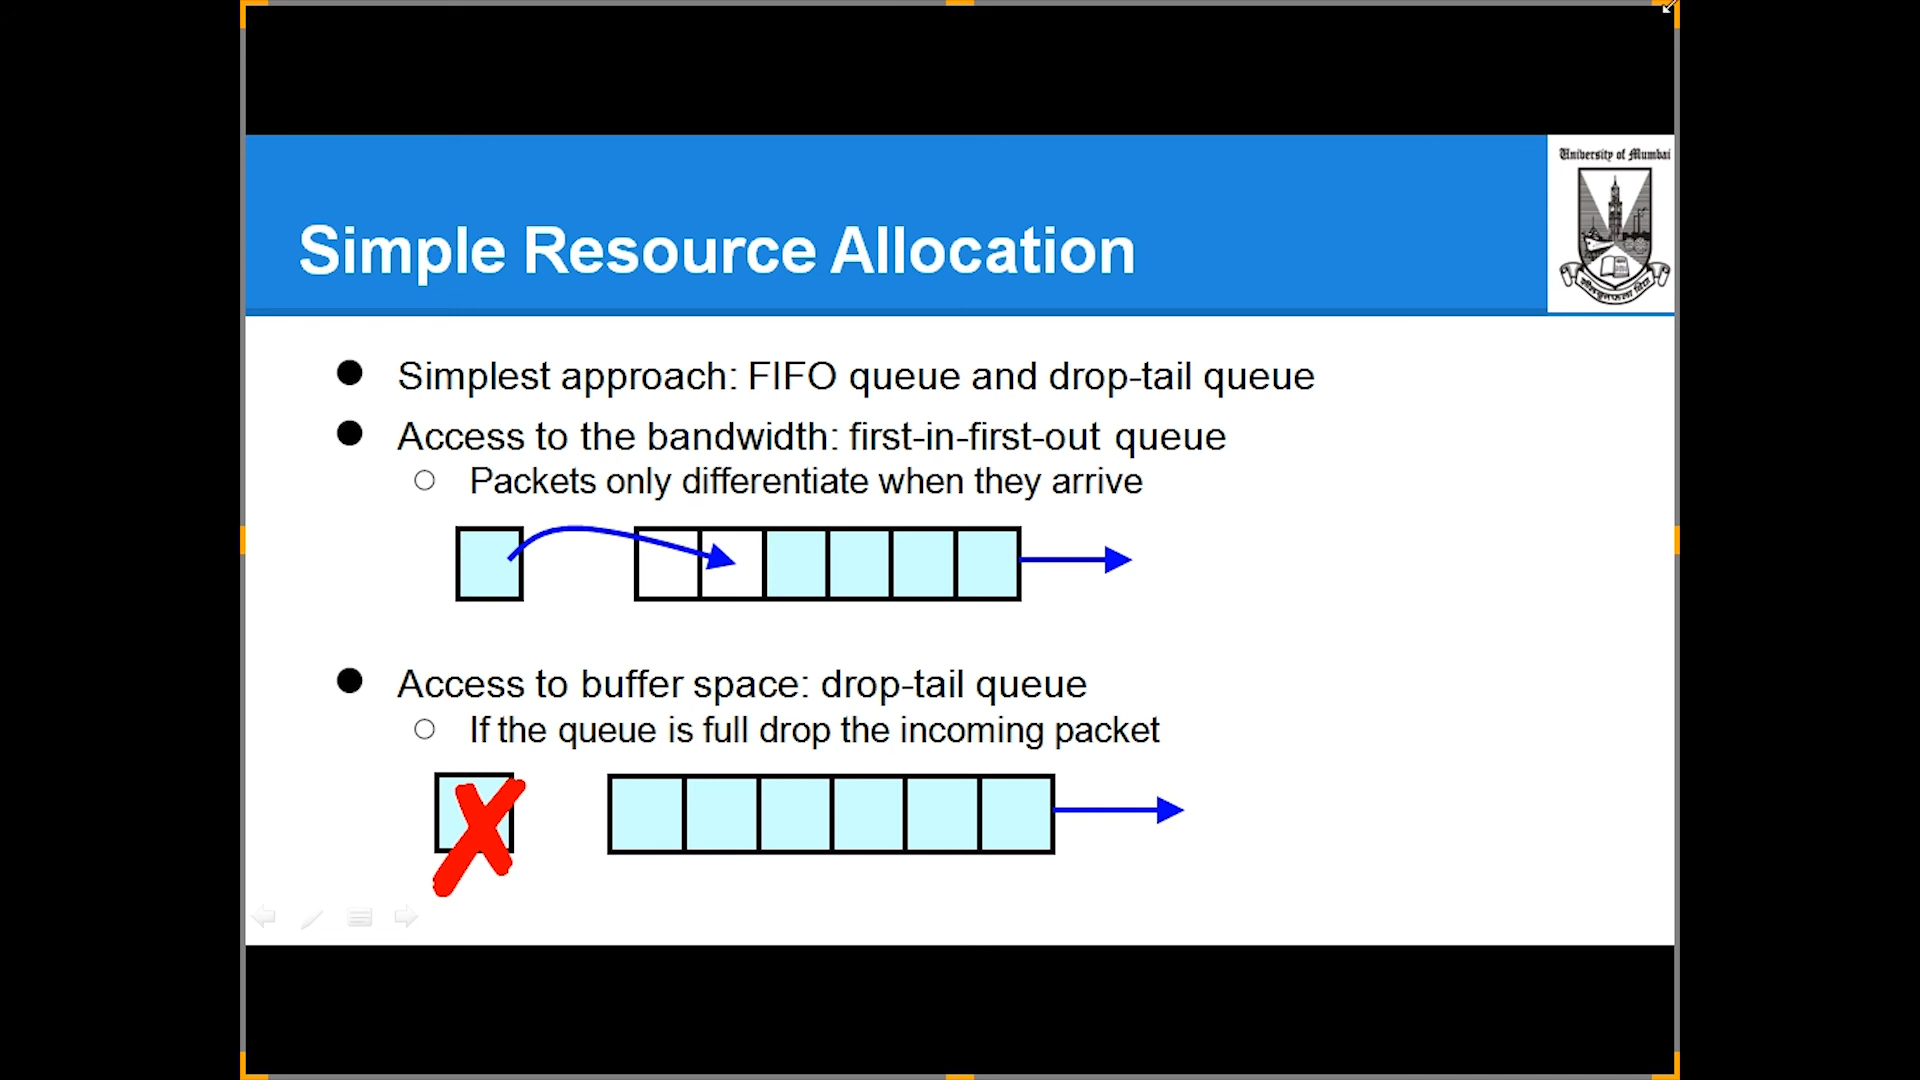 University of Mumbai
Simple Resource Allocation
Simplest approach: FIFO queue and drop-tail queue
Access to the bandwidth: first-in-first-out queue
Packets only differentiate when they arrive
Access to buffer space: drop-tail queue
If the queue is full drop the incoming packet